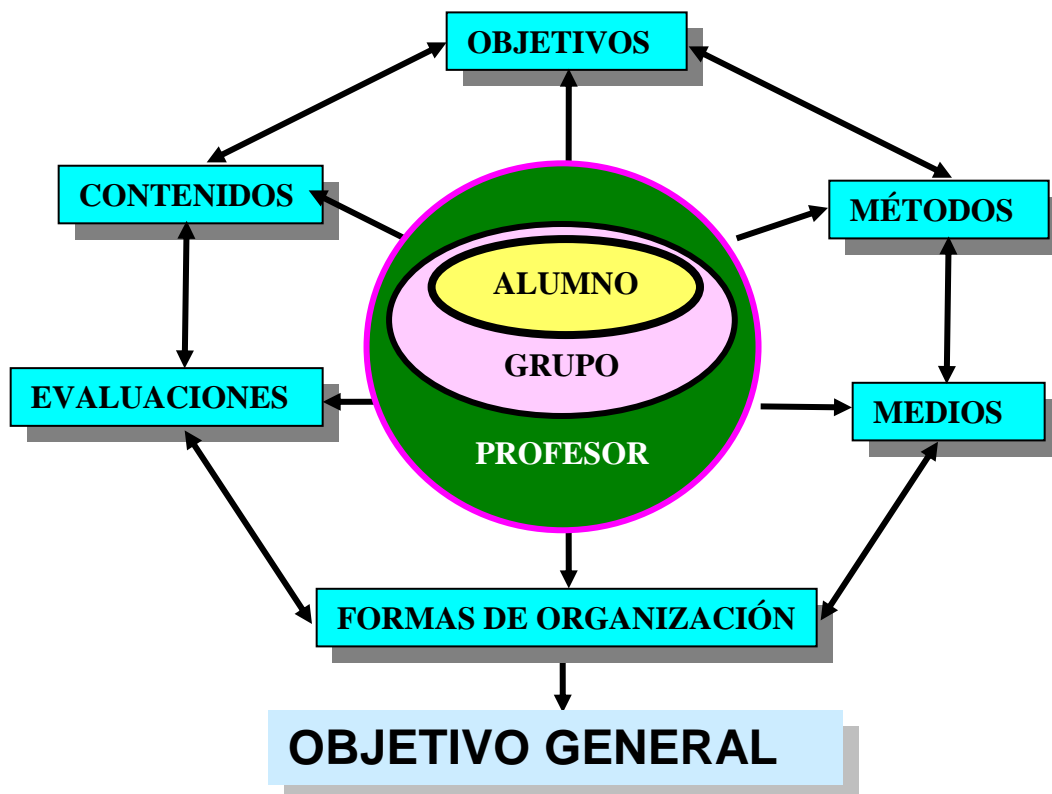 OBJETIVOS
CONTENIDOS
MÉTODOS
ALUMNO
GRUPO
EVALUACIONES
MEDIOS
PROFESOR
FORMAS DE ORGANIZACIÓN
OBJETIVO GENERAL